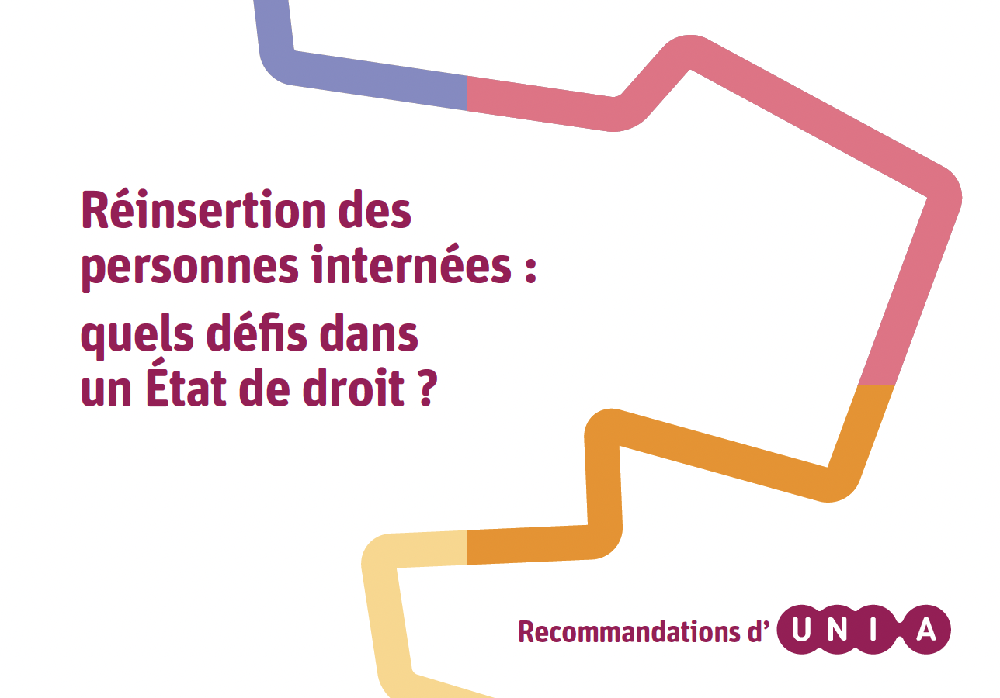 Réinsertion des
personnes internées :
quels défis dans
un État de droit ?
Recommandations d’ UNIA